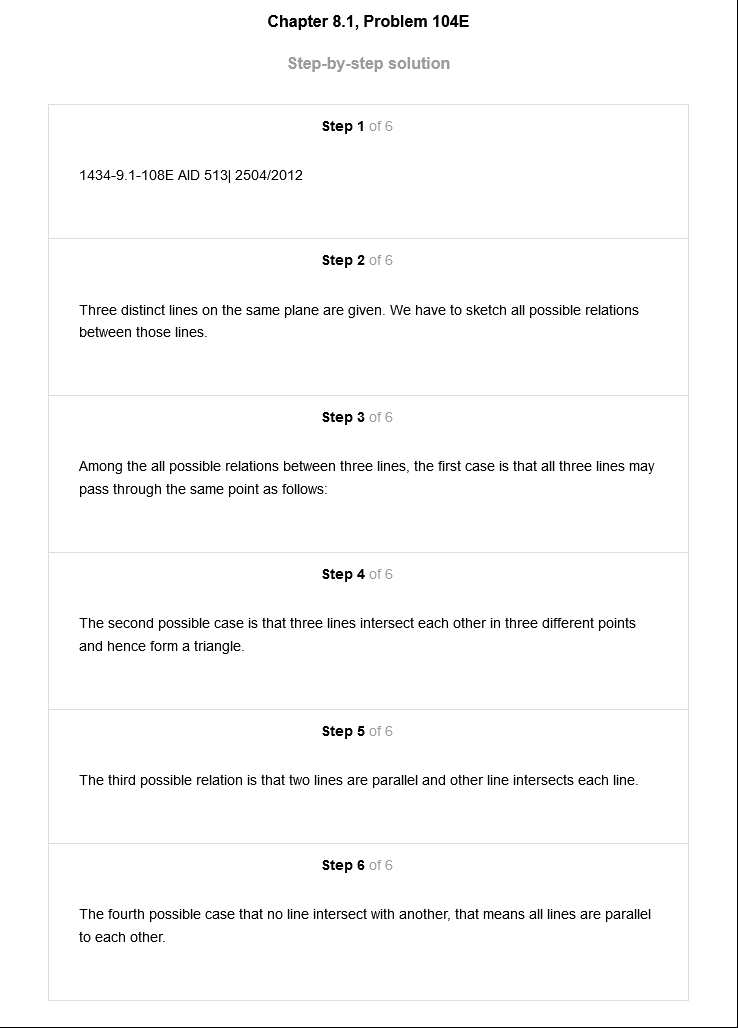 Chapter 8.1, Problem 104E
Step-by-step solution
Step 1 of 6
1434-9.1-108E AID 513| 2504/2012
Step 2 of 6
Three distinct lines on the same plane are given. We have to sketch all possible relations
between those lines.
Step 3 of 6
Among the all possible relations between three lines, the first case is that all three lines may
pass through the same point as follows:
Step 4 of 6
The second possible case is that three lines intersect each other in three different points
and hence form a triangle.
Step 5 of 6
The third possible relation is that two lines are parallel and other line intersects each line.
Step 6 of 6
The fourth possible case that no line intersect with another, that means all lines are parallel
to each other.